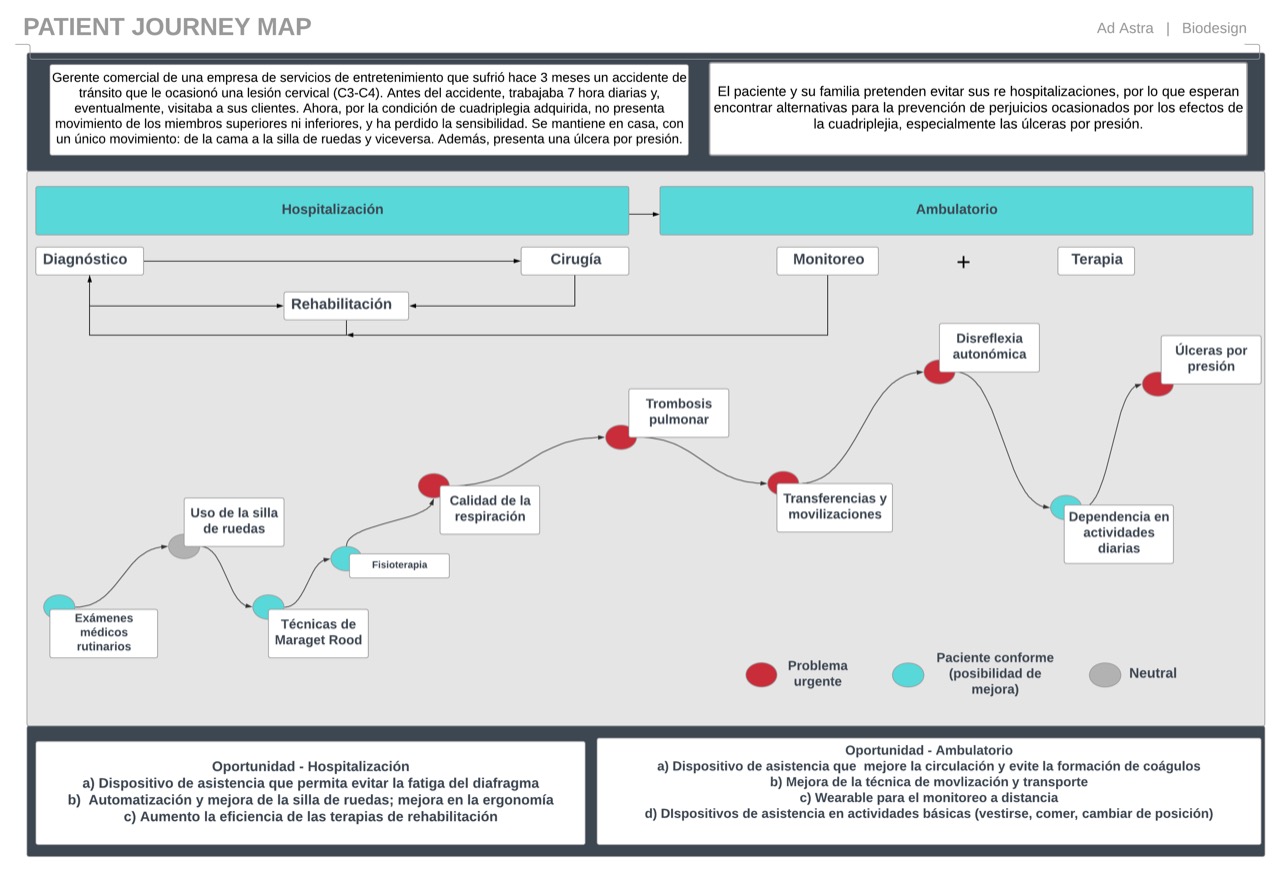 PATIENT JOURNEY MAP
Ad Astra | Biodesign
Gerente comercial de una empresa de servicios de entretenimiento que sufrió hace 3 meses un accidente de
tránsito que le ocasionó una lesión cervical (C3-C4). Antes del accidente, trabajaba 7 hora diarias y,
eventualmente, visitaba a sus clientes. Ahora, por la condición de cuadriplegia adquirida, no presenta
movimiento de los miembros superiores ni inferiores, y ha perdido la sensibilidad. Se mantiene en casa, con
un único movimiento: de la cama a la silla de ruedas y viceversa. Además, presenta una úlcera por presión.
El paciente y su familia pretenden evitar sus re hospitalizaciones, por lo que esperan
encontrar alternativas para la prevención de perjuicios ocasionados por los efectos de
la cuadriplejia, especialmente las úlceras por presión.
Hospitalización
Ambulatorio
Diagnóstico
Cirugía
Monitoreo
+
Terapia
Rehabilitación
Disreflexia
autonómica
Úlceras por
presión
Trombosis
pulmonar
Calidad de la
respiración
Transferencias y
movilizaciones
Uso de la silla
de ruedas
Dependencia en
actividades
diarias
Fisioterapia
Exámenes
médicos
rutinarios
Técnicas de
Maraget Rood
Problema
urgente
Paciente conforme
(posibilidad de
mejora)
Neutral
Oportunidad - Hospitalización
a) Dispositivo de asistencia que permita evitar la fatiga del diafragma
b) Automatización y mejora de la silla de ruedas; mejora en la ergonomía
c) Aumento la eficiencia de las terapias de rehabilitación
Oportunidad - Ambulatorio
a) Dispositivo de asistencia que mejore la circulación y evite la formación de coágulos
b) Mejora de la técnica de movlización y transporte
c) Wearable para el monitoreo a distancia
d) DIspositivos de asistencia en actividades básicas (vestirse, comer, cambiar de posición)